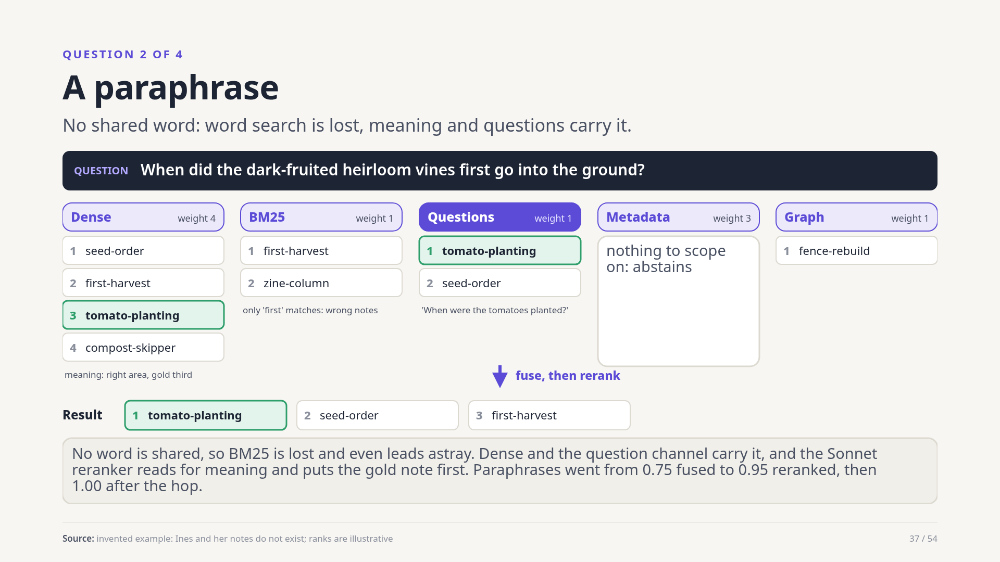 QUESTION 2 OF 4
A paraphrase
No shared word: word search is lost, meaning and questions carry it.
QUESTION When did the dark-fruited heirloom vines first go into the ground?
Dense weight 4
1 seed-order
2 first-harvest
3 tomato-planting
4 compost-skipper
meaning: right area, gold third
BM25 weight 1
1 first-harvest
2 zine-column
only 'first' matches: wrong notes
Questions weight 1
1 tomato-planting
2 seed-order
'When were the tomatoes planted?'
Metadata weight 3
nothing to scope
on: abstains
Graph weight 1
1 fence-rebuild
fuse, then rerank
Result 1 tomato-planting 2 seed-order 3 first-harvest
No word is shared, so BM25 is lost and even leads astray. Dense and the question channel carry it, and the Sonnet
reranker reads for meaning and puts the gold note first. Paraphrases went from 0.75 fused to 0.95 reranked, then
1.00 after the hop.
Source: invented example: Ines and her notes do not exist; ranks are illustrative
37 / 54